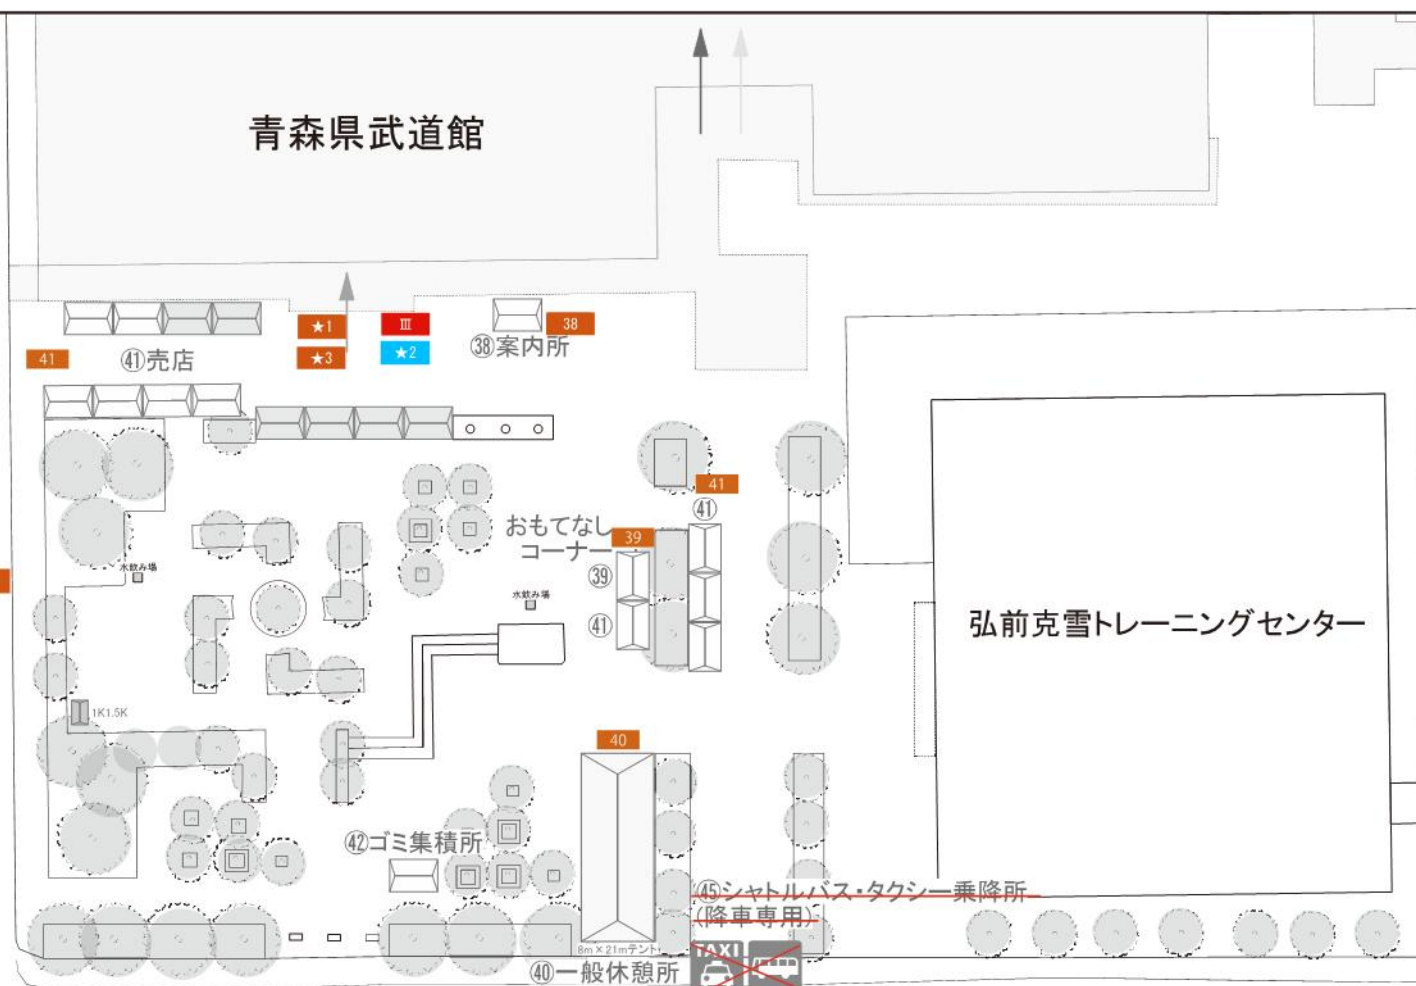 青森県武道館
★1
Ⅲ
38
★3
★2
㊳案内所
41
㊶売店
41
㊶
おもてなし
コーナー
39
㊴
水飲み場
水飲み場
㊶
弘前克雪トレーニングセンター
1K1.5K
40
㊷ゴミ集積所
㊺シャトルバス・タクシー乗降所
(降車専用)
8m×21mテント
TAXI
㊵一般休憩所